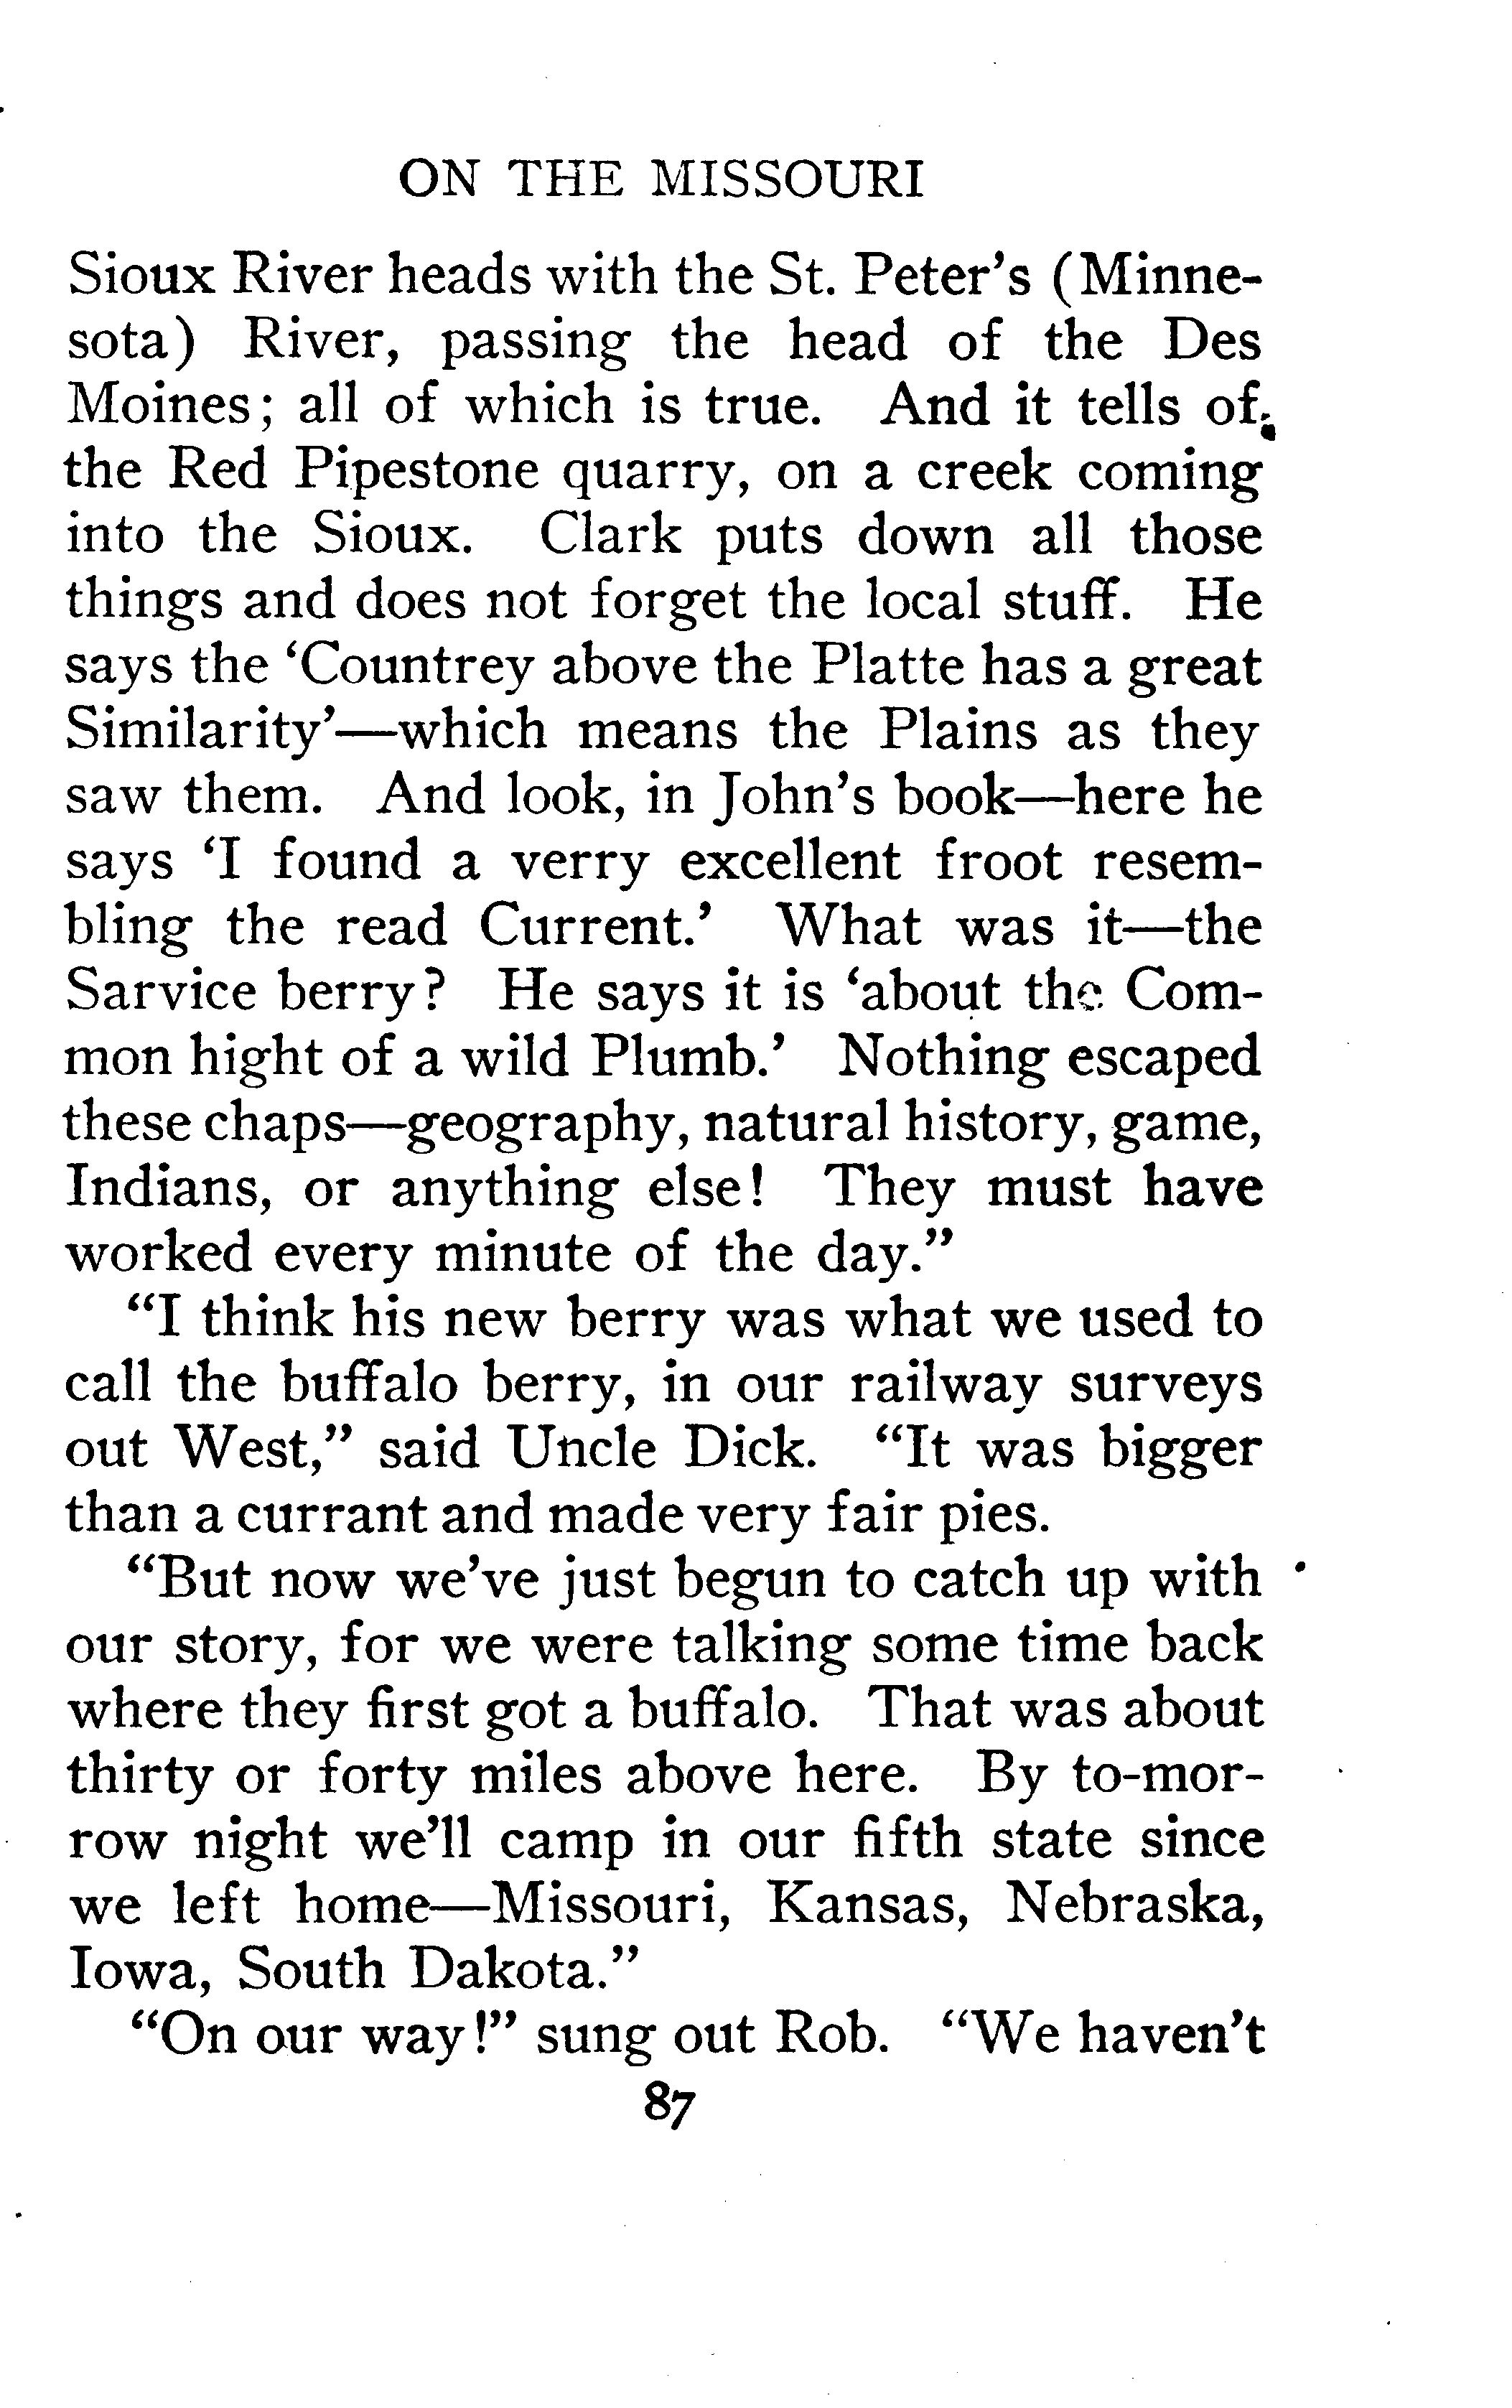 ON THE MISSOURI
Sioux River heads with the St. Peter's (Minne-
sota) River, passing the head of the Des
Moines; all of which is true. And it tells of
the Red Pipestone quarry, on a creek coming
into the Sioux. Clark puts down all those
things and does not forget the local stuff. He
says the ‘Countrey above the Platte has a great
Similarity’—which means the Plains as they
saw them. And look, in John's book—here he
says ‘I found a verry excellent froot resem-
bling the read Current.’ What was it—the
Sarvice berry? He says it is ‘about the Com-
mon hight of a wild Plumb.’ Nothing escaped
these chaps—geography, natural history, game,
Indians, or anything else! They must have
worked every minute of the day.”
“I think his new berry was what we used to
call the buffalo berry, in our railway surveys
out West,” said Uncle Dick. “It was bigger
than a currant and made very fair pies.
“But now we've just begun to catch up with
our story, for we were talking some time back
where they first got a buffalo. That was about
thirty or forty miles above here. By to-mor-
row night we'll camp in our fifth state since
we left home—Missouri, Kansas, Nebraska,
Iowa, South Dakota.”
“On our way!” sung out Rob. “We haven't
87